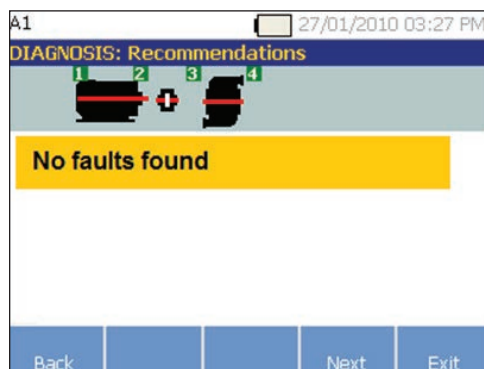 A1 27/01/2010 03:27 PM
DIAGNOSIS: Recommendations
1 2 3 4
No faults found
Back Next Exit